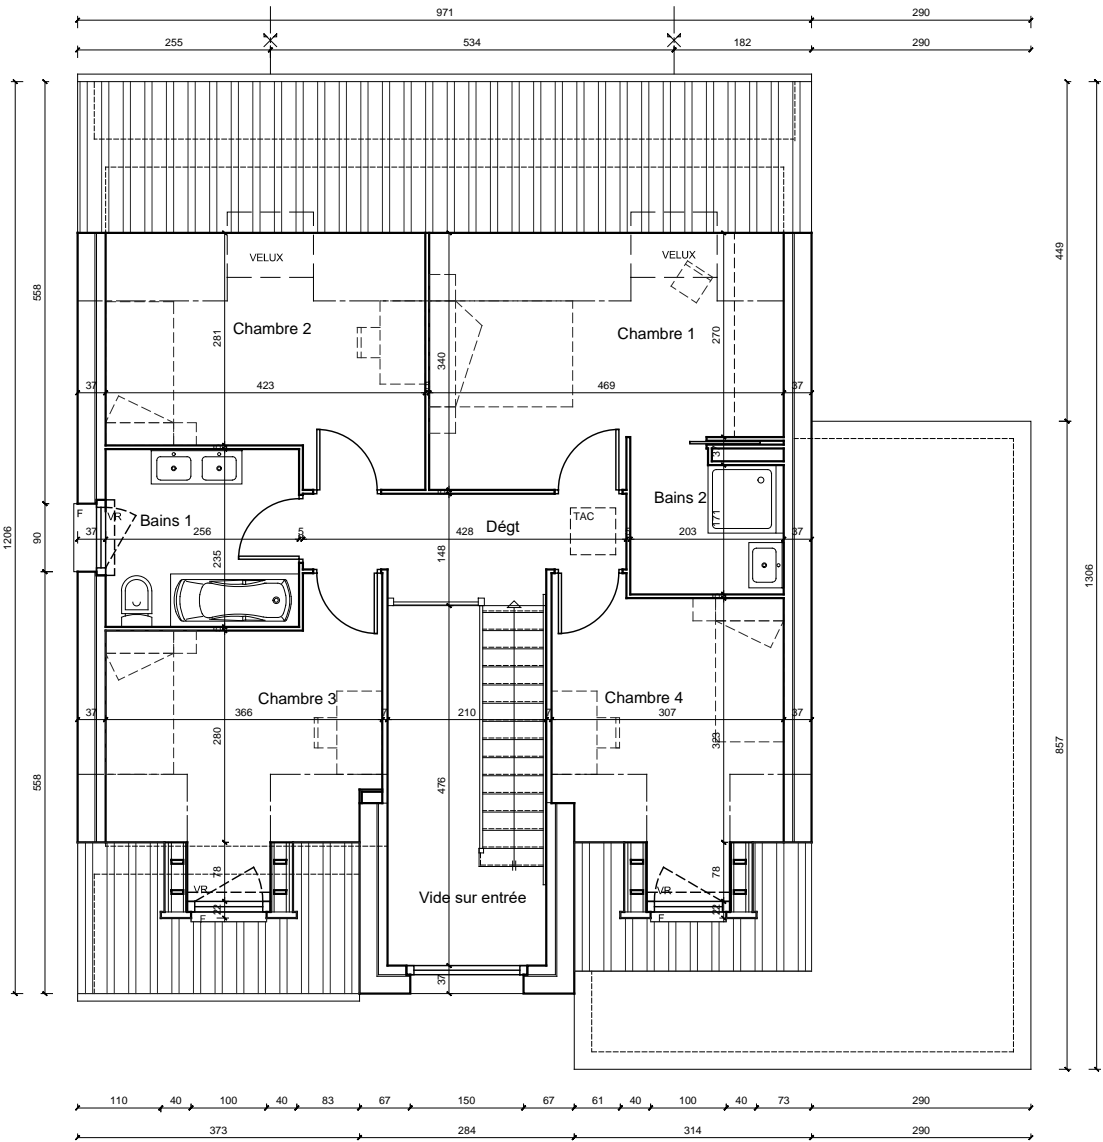 971 290
255 534 182 290
VELUX VELUX
558 449
Chambre 2 Chambre 1
281 340 270
37 423 469 37
1206 90 1306
F VR Bains 1 Dégt TAC Bains 2
37 256 5 428 203 37
235 148 171
Chambre 3 Chambre 4
37 366 7 210 7 307 37
280 476 323
558 857
78 78
VR VR
22 Vide sur entrée 22
F F
37
110 40 100 40 83 67 150 67 61 40 100 40 73 290
373 284 314 290